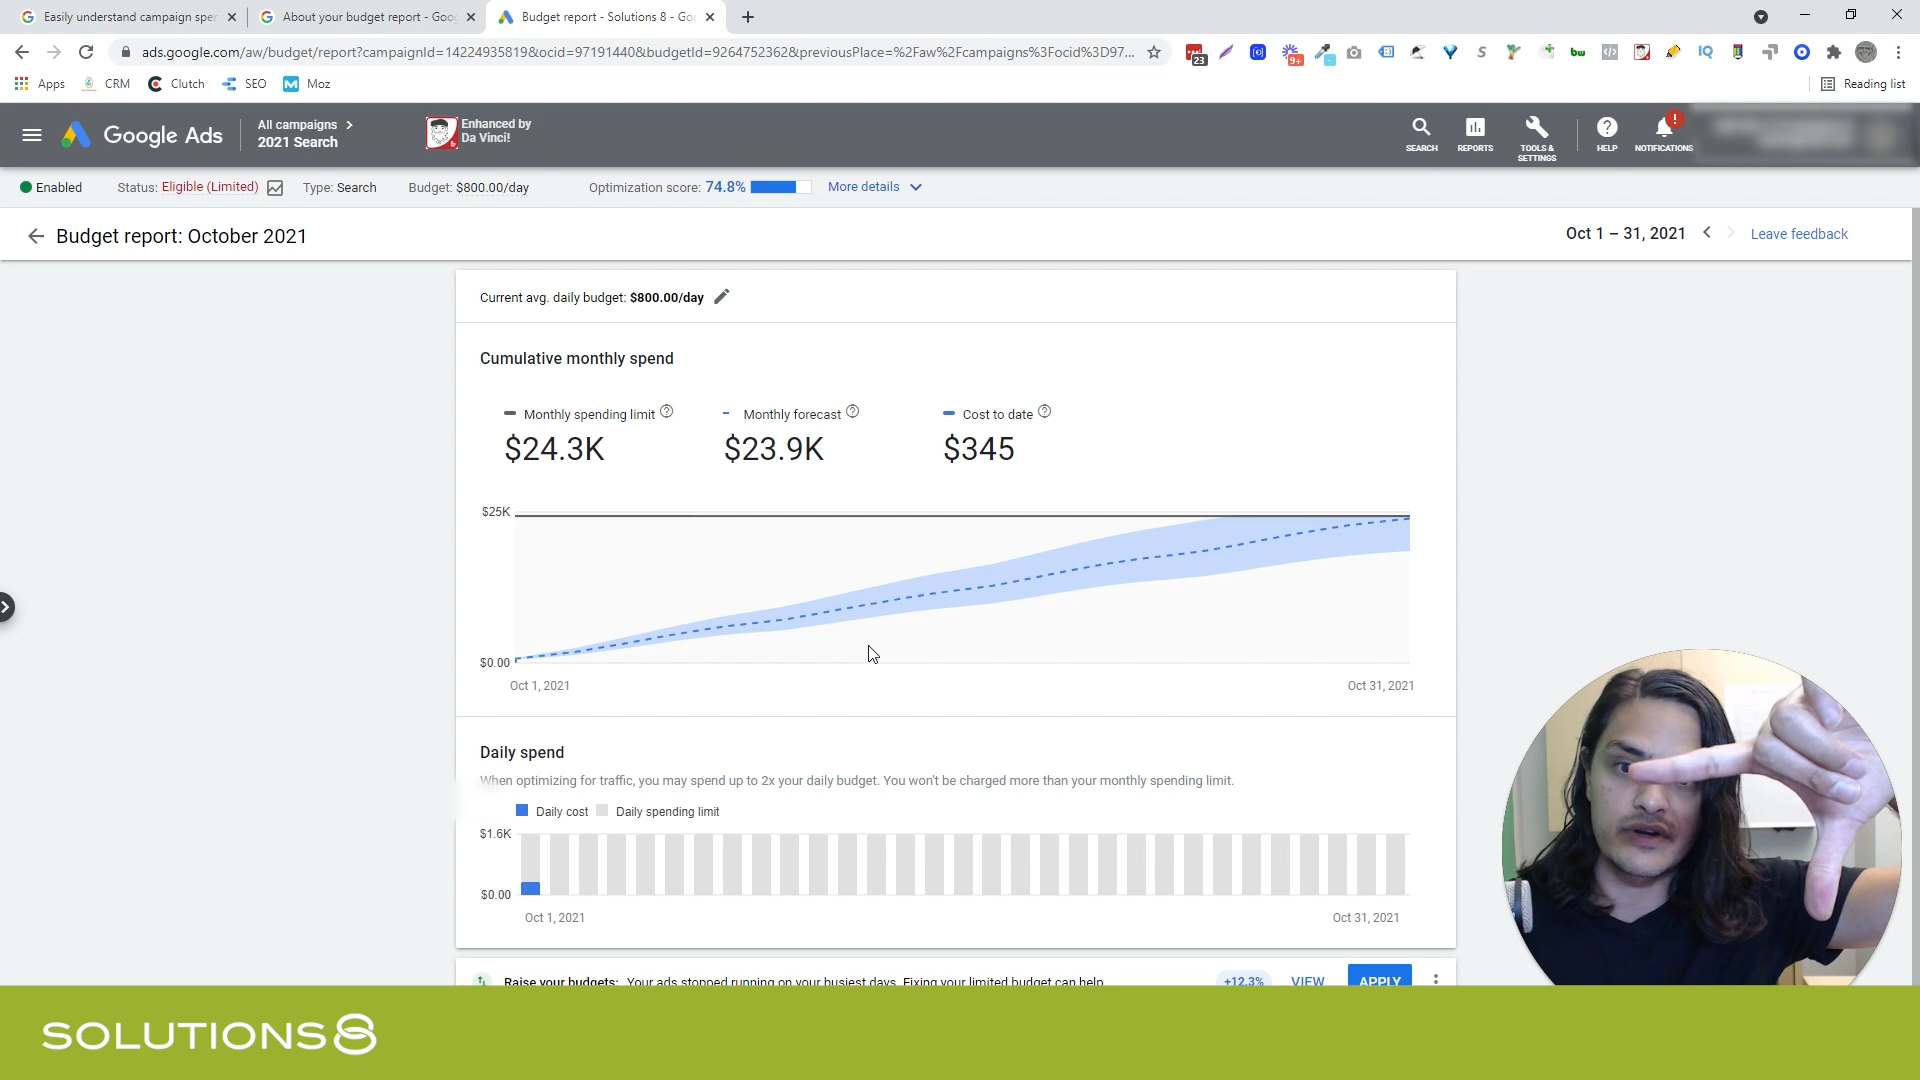 Easily understand campaign sper
About your budget report - Goog
Budget report - Solutions 8 - Goo
ads.google.com/aw/budget/report?campaignId=14224935819&ocid=97191440&budgetId=9264752362&previousPlace=%2Faw%2Fcampaigns%3Focid%3D97...
23
9+
S
bw
IQ
Apps
CRM
Clutch
SEO
Moz
Reading list
Google Ads
All campaigns
2021 Search
Enhanced by
Da Vinci!
SEARCH
REPORTS
TOOLS &
SETTINGS
HELP
NOTIFICATIONS
Enabled
Status: Eligible (Limited)
Type: Search
Budget: $800.00/day
Optimization score: 74.8%
More details
Budget report: October 2021
Oct 1 – 31, 2021
Leave feedback
Current avg. daily budget: $800.00/day
Cumulative monthly spend
Monthly spending limit
$24.3K
Monthly forecast
$23.9K
Cost to date
$345
$25K
$0.00
Oct 1, 2021
Oct 31, 2021
Daily spend
When optimizing for traffic, you may spend up to 2x your daily budget. You won't be charged more than your monthly spending limit.
Daily cost
Daily spending limit
$1.6K
$0.00
Oct 1, 2021
Oct 31, 2021
Raise your budgets: Your ads stopped running on your busiest days. Fixing your limited budget can help
+12.3%
VIEW
APPLY
SOLUTIONS8